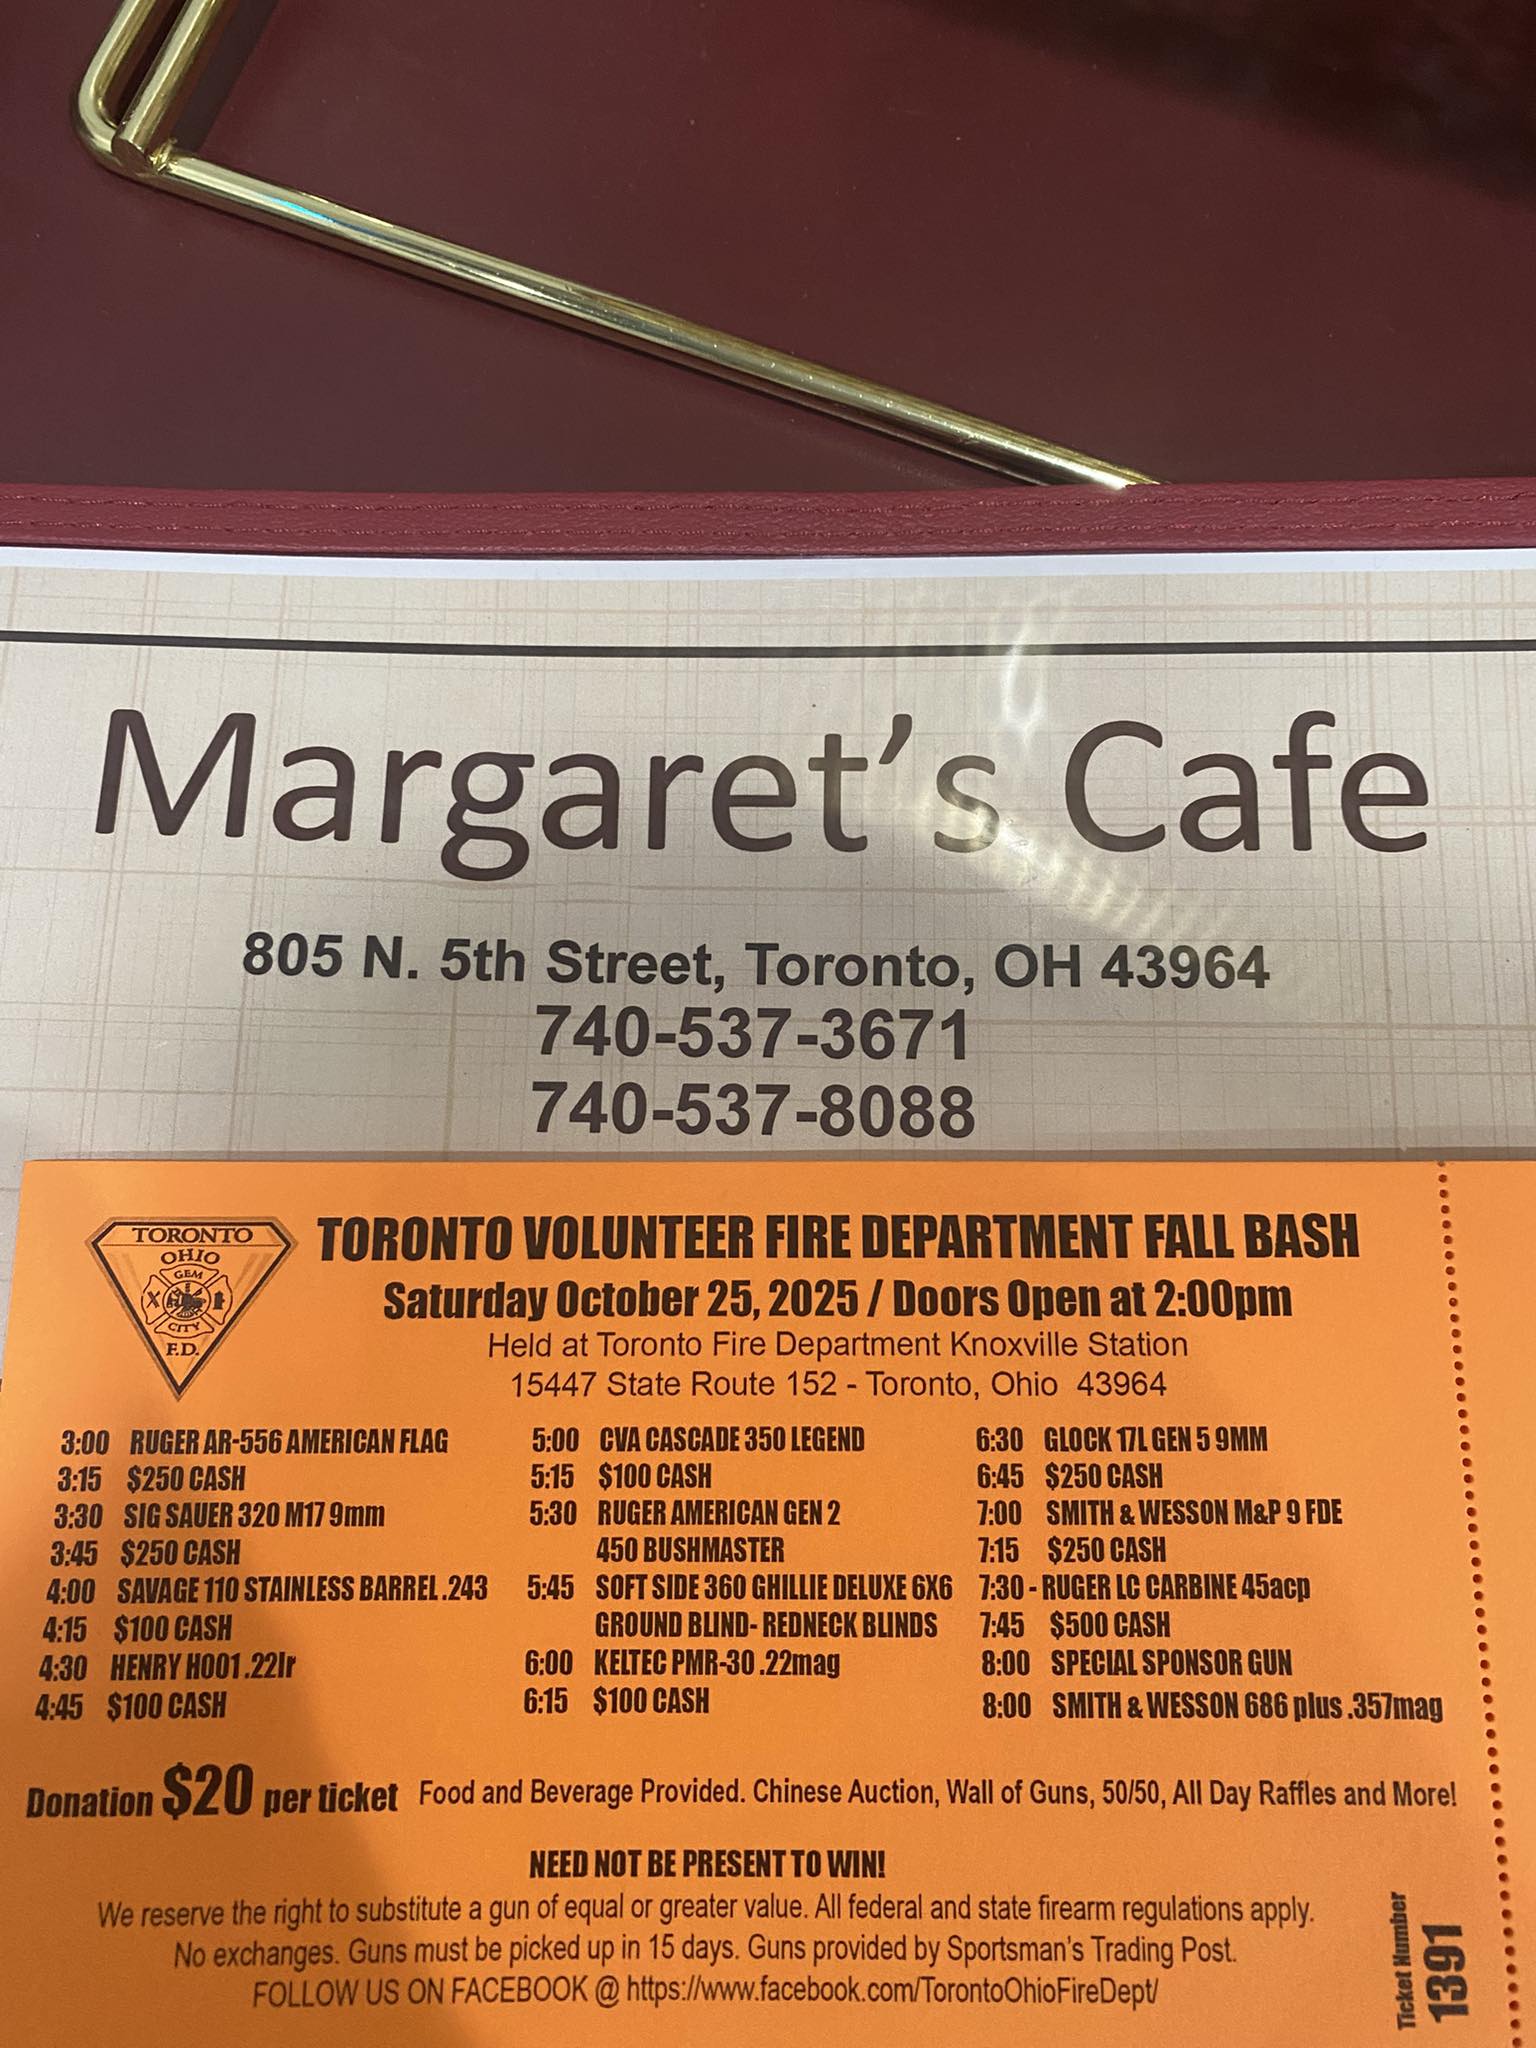 Margaret's Cafe
805 N. 5th Street, Toronto, OH 43964
740-537-3671
740-537-8088
TORONTO
OHIO
GEM
CITY
F.D.
TORONTO VOLUNTEER FIRE DEPARTMENT FALL BASH
Saturday October 25, 2025 / Doors Open at 2:00pm
Held at Toronto Fire Department Knoxville Station
15447 State Route 152 - Toronto, Ohio 43964
3:00 RUGER AR-556 AMERICAN FLAG
3:15 $250 CASH
3:30 SIG SAUER 320 M17 9mm
3:45 $250 CASH
4:00 SAVAGE 110 STAINLESS BARREL .243
4:15 $100 CASH
4:30 HENRY H001 .22lr
4:45 $100 CASH
5:00 CVA CASCADE 350 LEGEND
5:15 $100 CASH
5:30 RUGER AMERICAN GEN 2
450 BUSHMASTER
5:45 SOFT SIDE 360 GHILLIE DELUXE 6X6
GROUND BLIND- REDNECK BLINDS
6:00 KELTEC PMR-30 .22mag
6:15 $100 CASH
6:30 GLOCK 17L GEN 5 9MM
6:45 $250 CASH
7:00 SMITH & WESSON M&P 9 FDE
7:15 $250 CASH
7:30 - RUGER LC CARBINE 45acp
7:45 $500 CASH
8:00 SPECIAL SPONSOR GUN
8:00 SMITH & WESSON 686 plus .357mag
Donation $20 per ticket Food and Beverage Provided. Chinese Auction, Wall of Guns, 50/50, All Day Raffles and More!
NEED NOT BE PRESENT TO WIN!
We reserve the right to substitute a gun of equal or greater value. All federal and state firearm regulations apply.
No exchanges. Guns must be picked up in 15 days. Guns provided by Sportsman's Trading Post.
FOLLOW US ON FACEBOOK @ https://www.facebook.com/TorontoOhioFireDept/
Ticket Number
1391